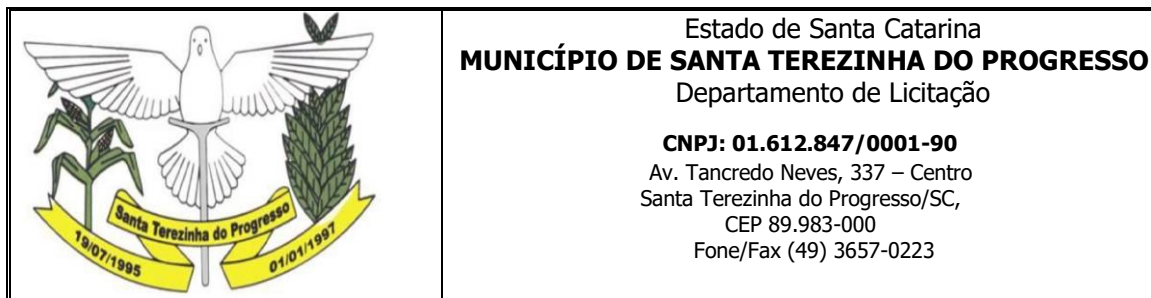 Santa Terezinha do Progresso
19/07/1995
01/01/1997
Estado de Santa Catarina
MUNICÍPIO DE SANTA TEREZINHA DO PROGRESSO
Departamento de Licitação
CNPJ: 01.612.847/0001-90
Av. Tancredo Neves, 337 – Centro
Santa Terezinha do Progresso/SC,
CEP 89.983-000
Fone/Fax (49) 3657-0223